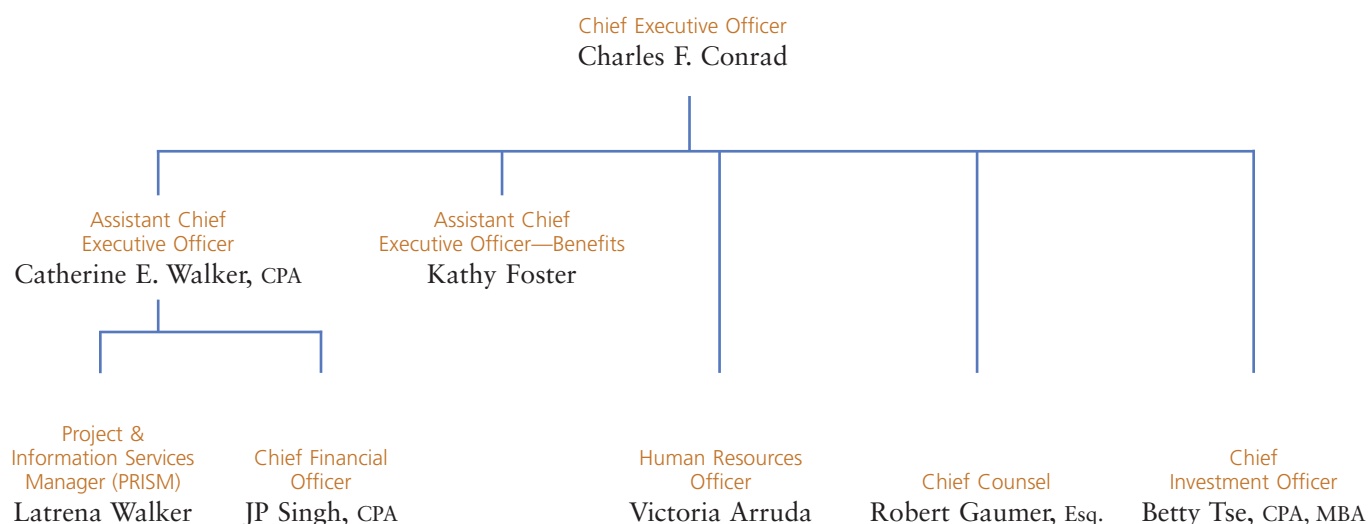 Chief Executive Officer
Charles F. Conrad
Assistant Chief
Executive Officer
Catherine E. Walker, CPA
Assistant Chief
Executive Officer—Benefits
Kathy Foster
Project &
Information Services
Manager (PRISM)
Latrena Walker
Chief Financial
Officer
JP Singh, CPA
Human Resources
Officer
Victoria Arruda
Chief Counsel
Robert Gaumer, Esq.
Chief
Investment Officer
Betty Tse, CPA, MBA